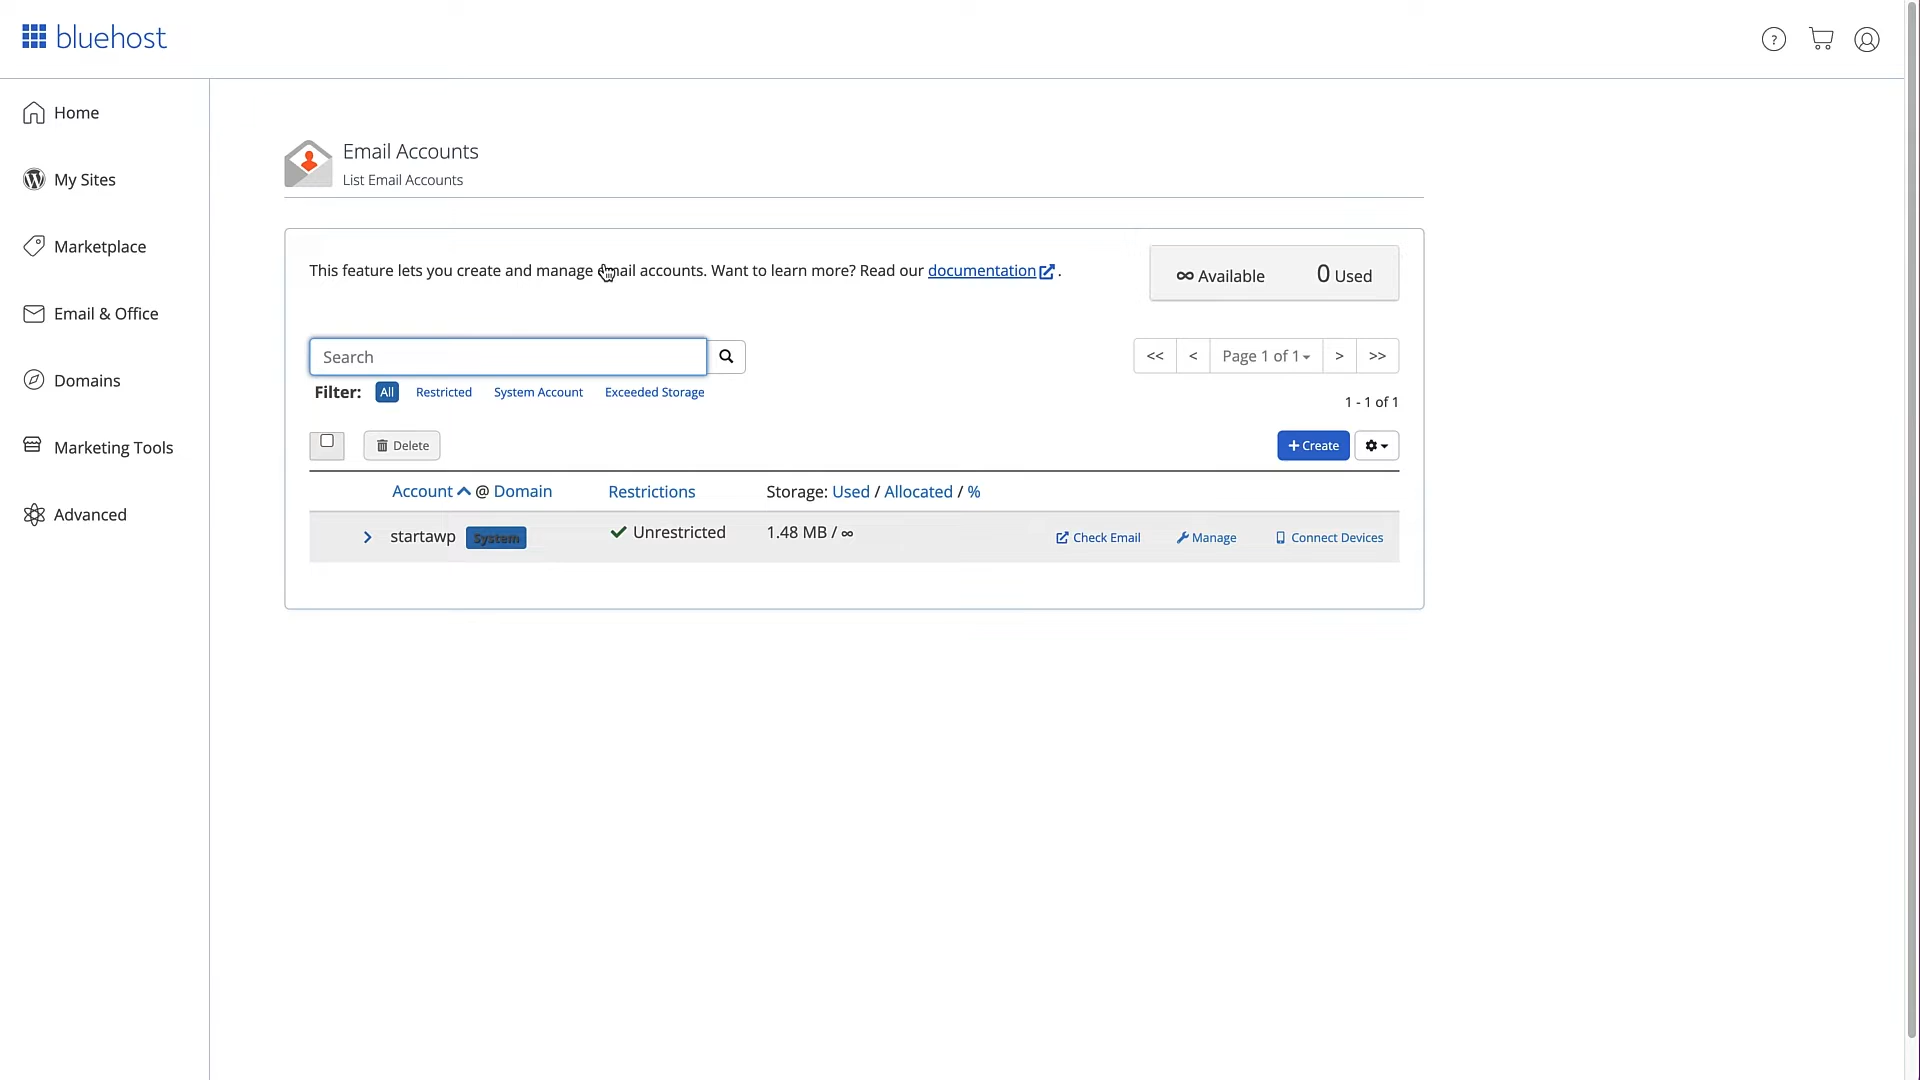 bluehost
Home
My Sites
Marketplace
Email & Office
Domains
Marketing Tools
Advanced
Email Accounts
List Email Accounts
This feature lets you create and manage email accounts. Want to learn more? Read our documentation .
∞ Available 0 Used
Search
<< < Page 1 of 1 > >>
Filter: All Restricted System Account Exceeded Storage
1 - 1 of 1
Delete
+ Create
Account @ Domain Restrictions Storage: Used / Allocated / %
startawp System Unrestricted 1.48 MB / ∞ Check Email Manage Connect Devices